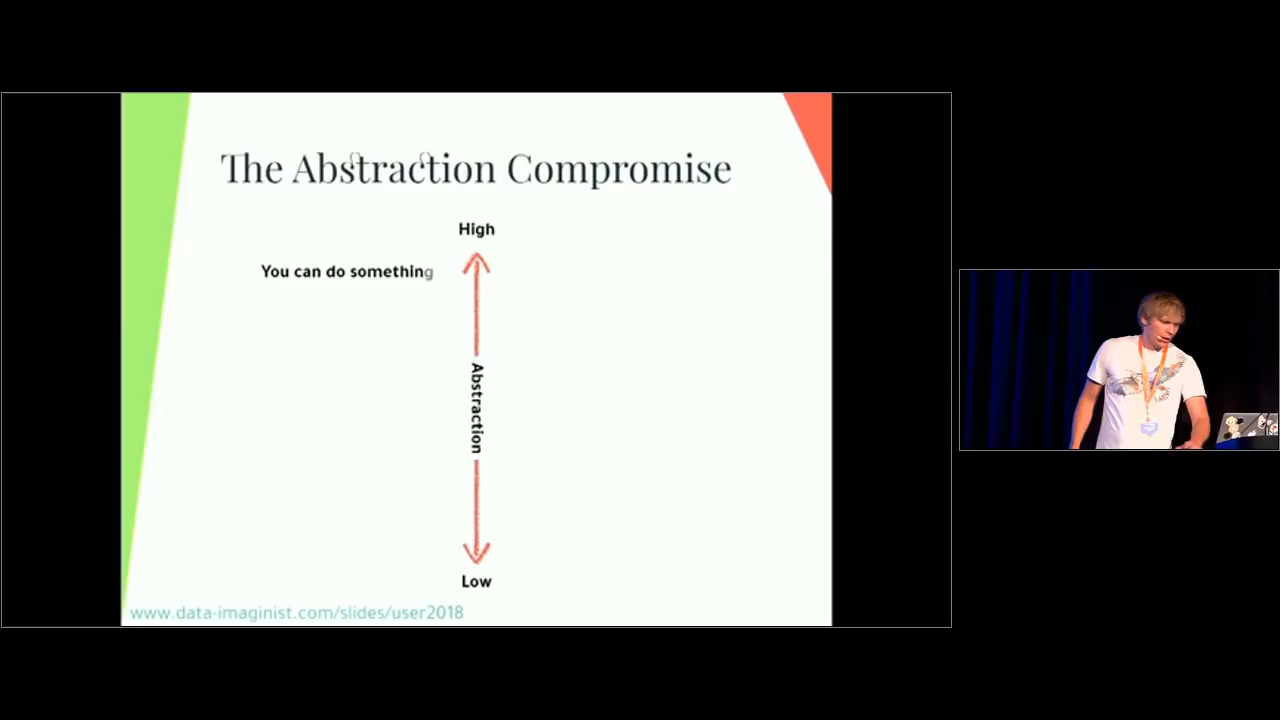 The Abstraction Compromise
High
You can do something
Abstraction
Low
www.data-imaginist.com/slides/user2018